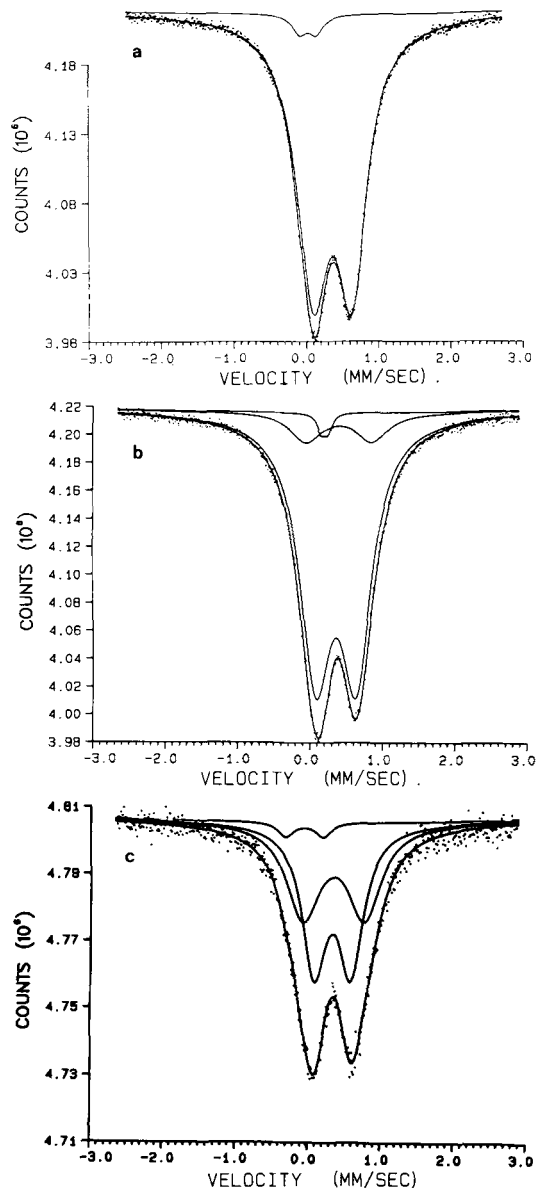 a
4.18
4.13
4.08
4.03
3.98
COUNTS (10⁶)
-3.0 -1.0 0.0 1.0 2.0 3.0
VELOCITY (MM/SEC) .
b
4.22
4.20
4.18
4.16
4.14
4.12
4.10
4.08
4.06
4.04
4.02
4.00
3.98
COUNTS (10⁶)
-3.0 -2.0 -1.0 0.0 1.0 2.0 3.0
VELOCITY (MM/SEC) .
c
4.81
4.79
4.77
4.75
4.73
4.71
COUNTS (10⁶)
-3.0 -2.0 -1.0 0.0 1.0 2.0 3.0
VELOCITY (MM/SEC)